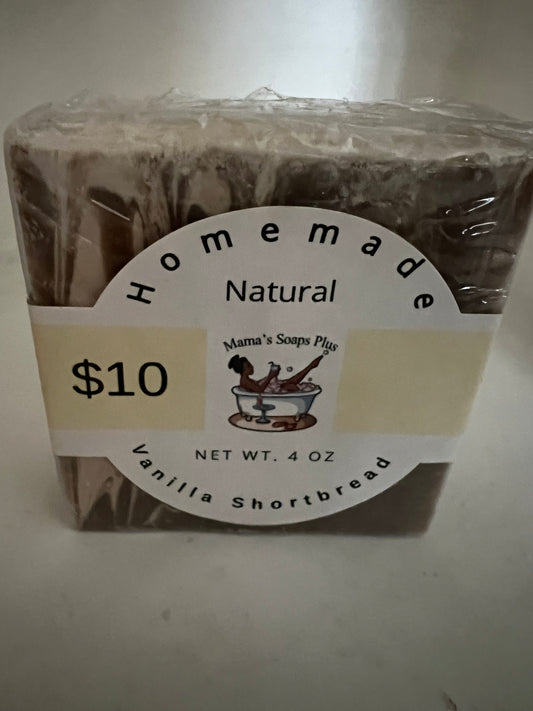 Homemade
Natural
Mama's Soaps Plus
$10
NET WT. 4 OZ
Vanilla Shortbread